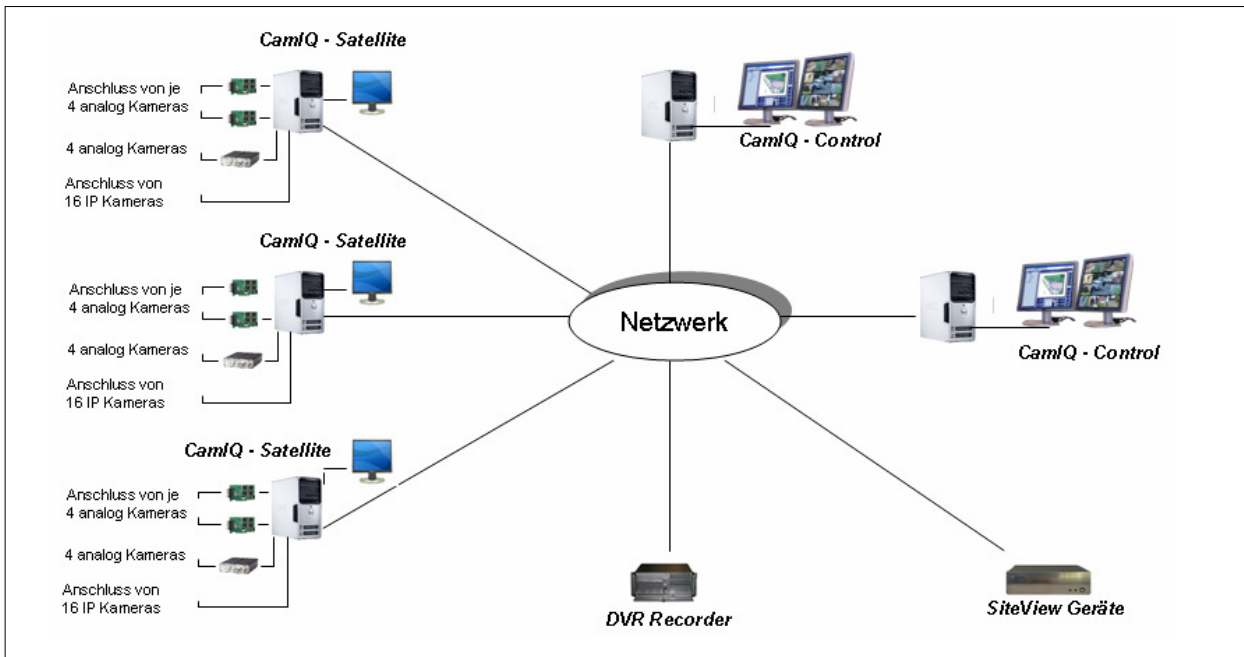 CamIQ - Satellite
Anschluss von je
4 analog Kameras
4 analog Kameras
Anschluss von
16 IP Kameras
CamIQ - Control
CamIQ - Satellite
Anschluss von je
4 analog Kameras
4 analog Kameras
Anschluss von
16 IP Kameras
Netzwerk
CamIQ - Control
CamIQ - Satellite
Anschluss von je
4 analog Kameras
4 analog Kameras
Anschluss von
16 IP Kameras
DVR Recorder
SiteView Geräte